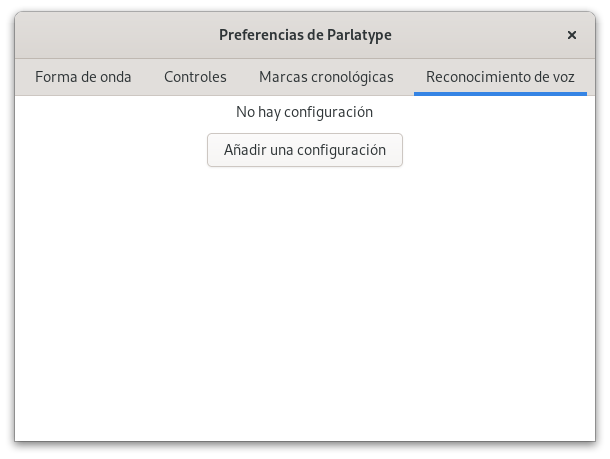 Preferencias de Parlatype
Forma de onda Controles Marcas cronológicas Reconocimiento de voz
No hay configuración
Añadir una configuración